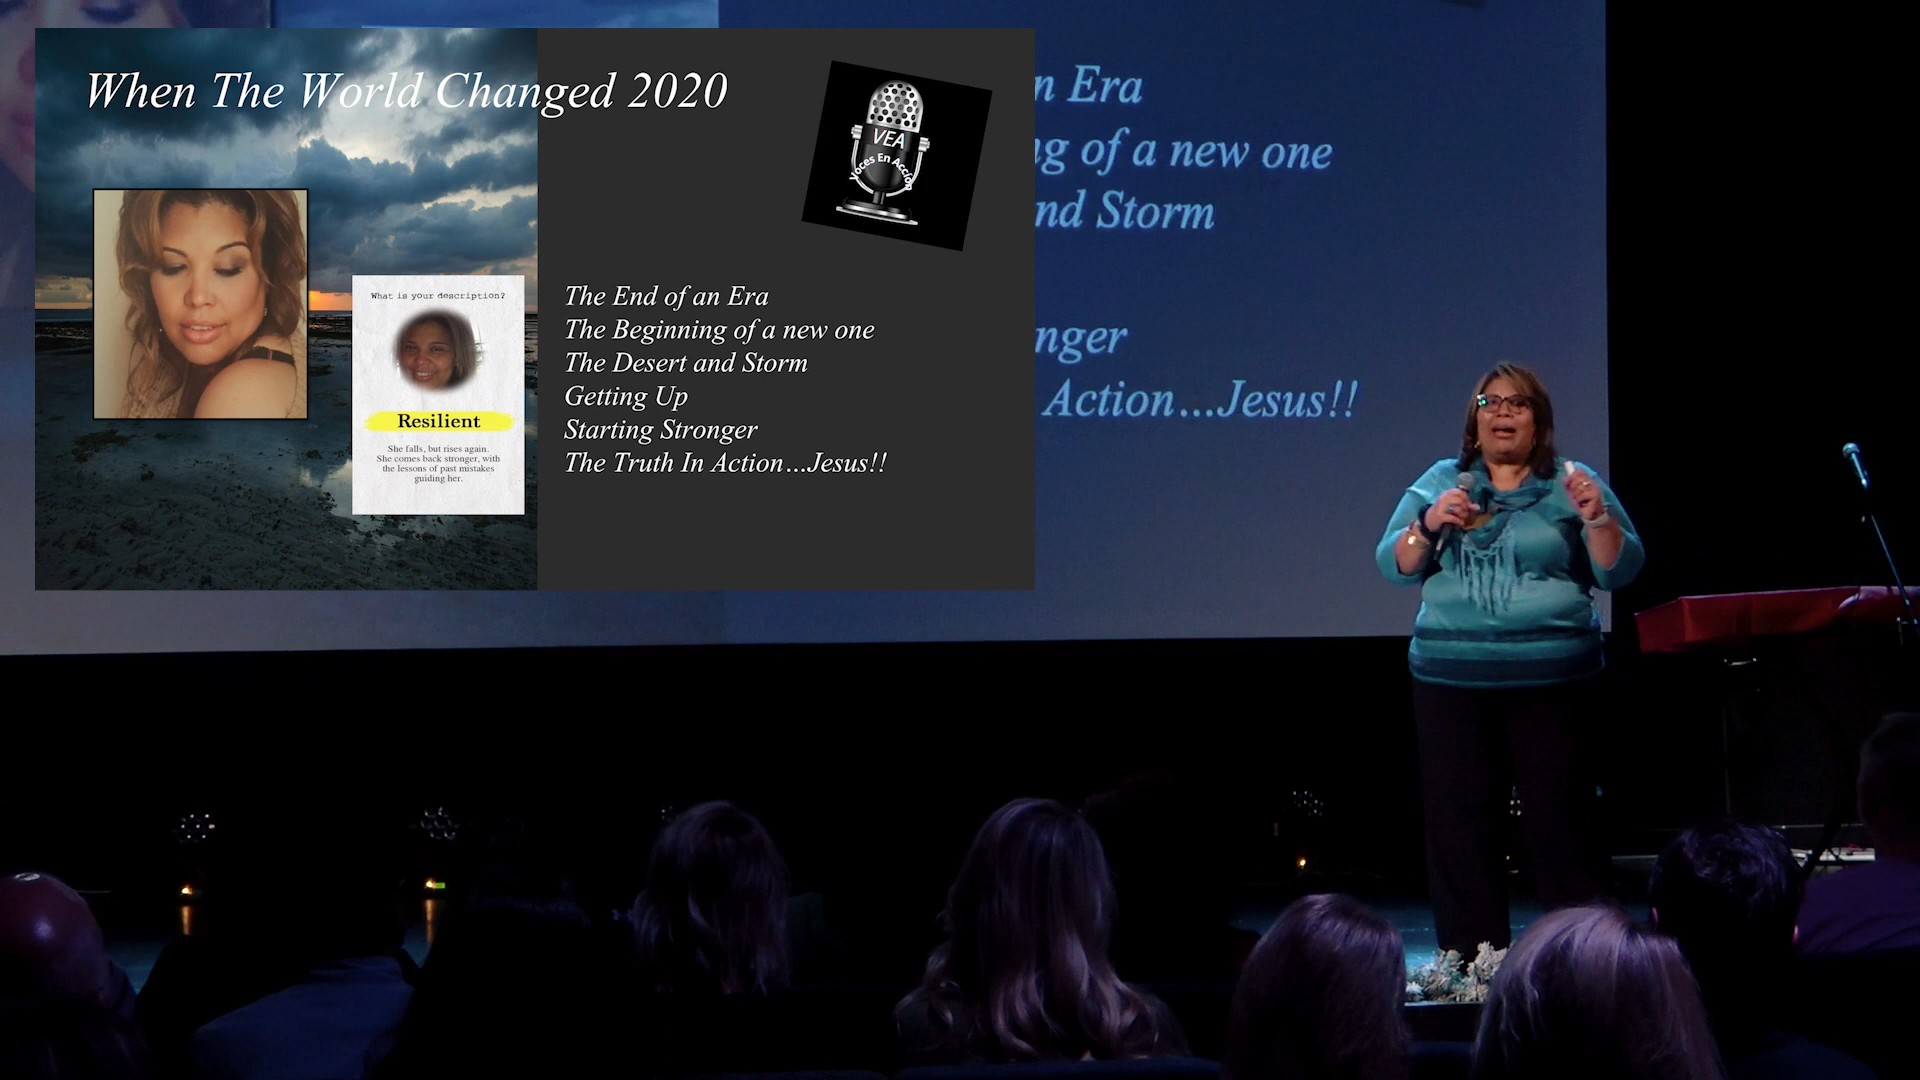 When The World Changed 2020
VEA
Voces En Acción
What is your description?
Resilient
She falls, but rises again.
She comes back stronger, with
the lessons of past mistakes
guiding her.
The End of an Era
The Beginning of a new one
The Desert and Storm
Getting Up
Starting Stronger
The Truth In Action...Jesus!!
n Era
ng of a new one
nd Storm
nger
Action...Jesus!!